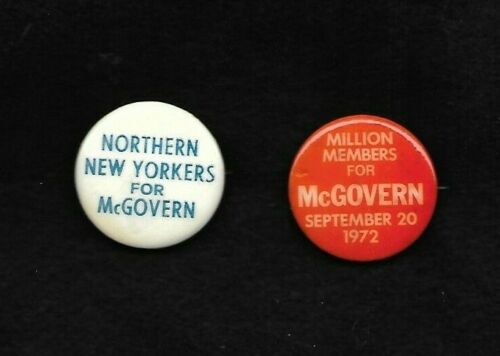 NORTHERN
NEW YORKERS
FOR
McGOVERN
MILLION
MEMBERS
FOR
McGOVERN
SEPTEMBER 20
1972